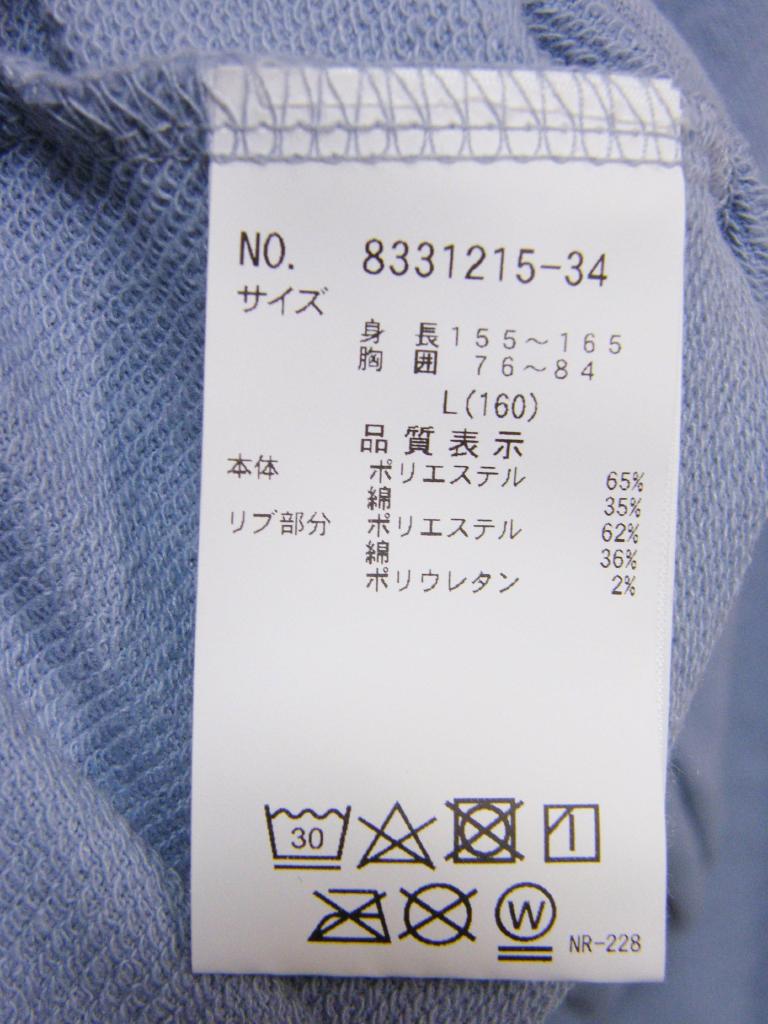 NO. 8331215-34
サイズ
身 長 155~165
胸 囲 76~84
L(160)
品質表示
本体 ポリエステル 65%
綿 35%
リブ部分 ポリエステル 62%
綿 36%
ポリウレタン 2%
30
W
NR-228